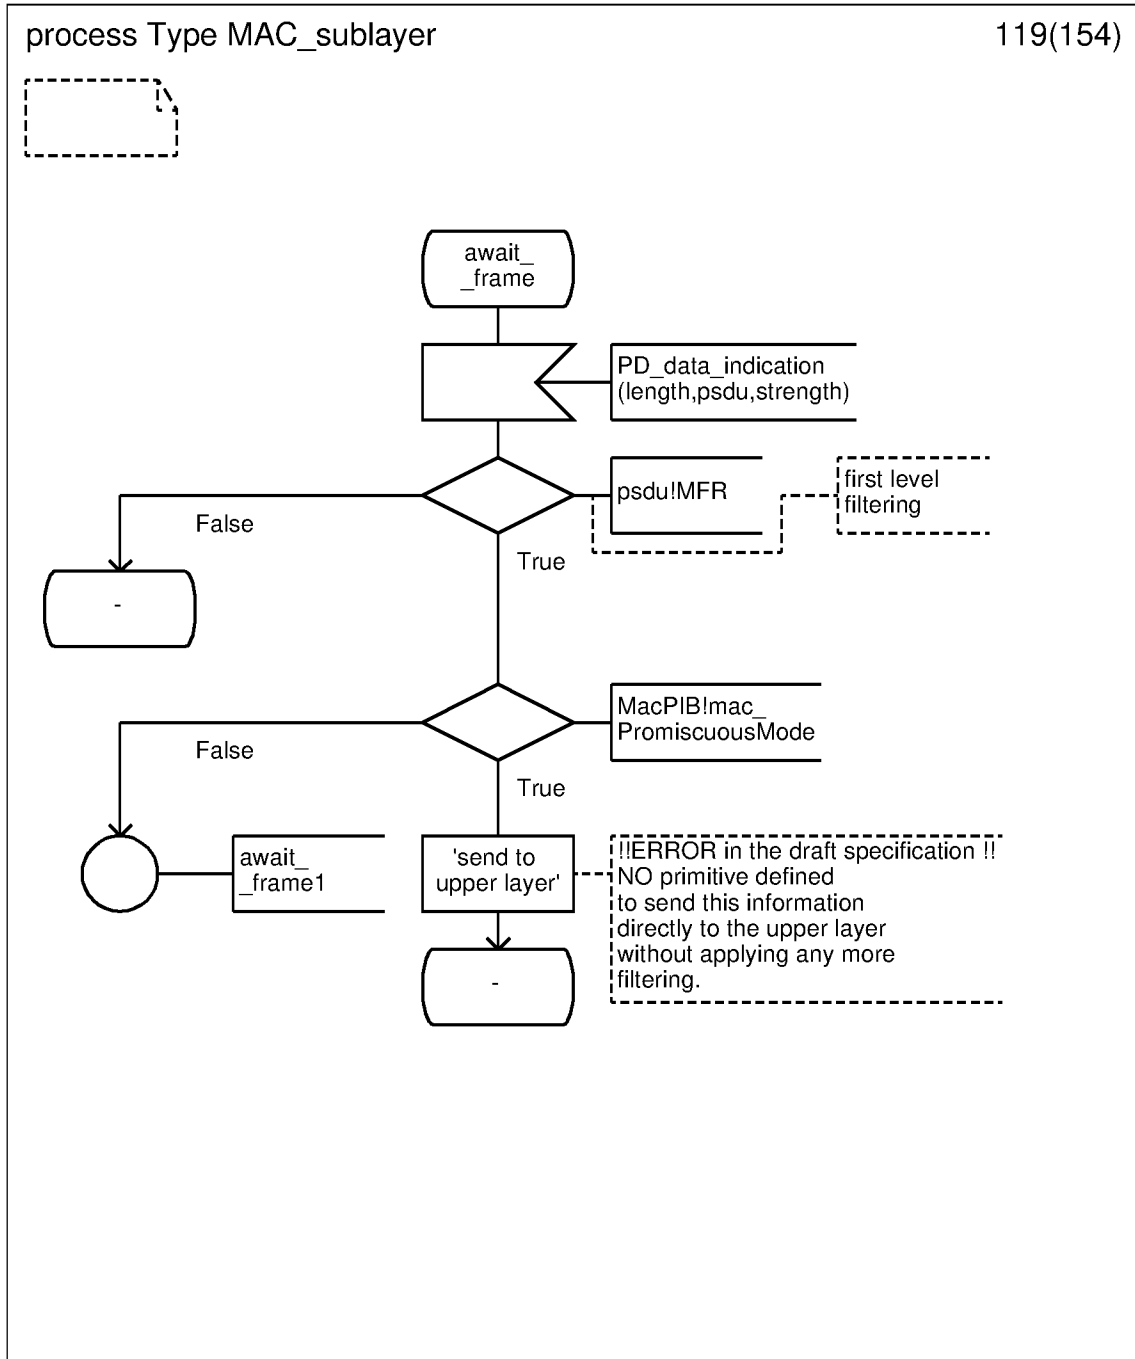 process Type MAC_sublayer
119(154)
await_
_frame
PD_data_indication
(length,psdu,strength)
psdu!MFR
first level
filtering
False
True
-
MacPIB!mac_
PromiscuousMode
False
True
await_
_frame1
'send to
upper layer'
!!ERROR in the draft specification !!
NO primitive defined
to send this information
directly to the upper layer
without applying any more
filtering.
-